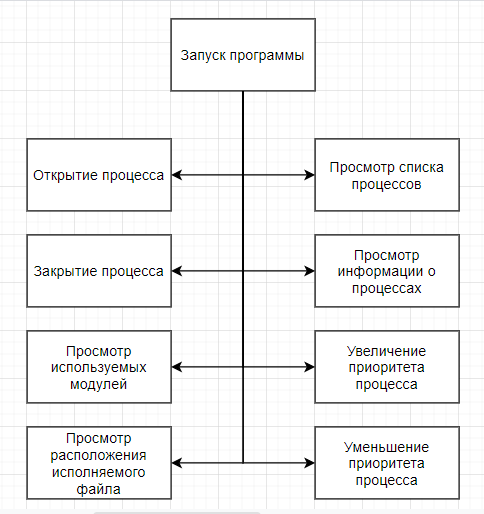 Запуск программы
Открытие процесса
Просмотр списка
процессов
Закрытие процесса
Просмотр
информации о
процессах
Просмотр
используемых
модулей
Увеличение
приоритета
процесса
Просмотр
расположения
исполняемого
файла
Уменьшение
приоритета
процесса